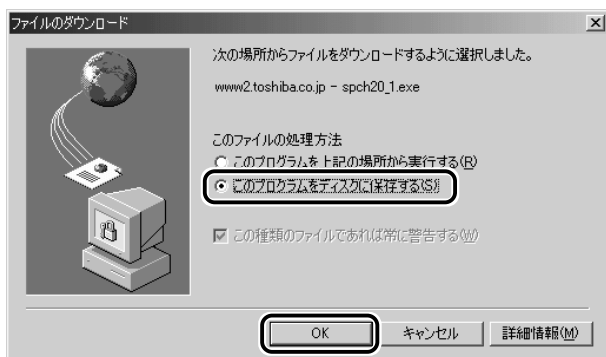 ファイルのダウンロード
次の場所からファイルをダウンロードするように選択しました。
www2.toshiba.co.jp - spch20_1.exe
このファイルの処理方法
このプログラムを上記の場所から実行する(R)
このプログラムをディスクに保存する(S)
この種類のファイルであれば常に警告する(W)
OK
キャンセル
詳細情報(M)